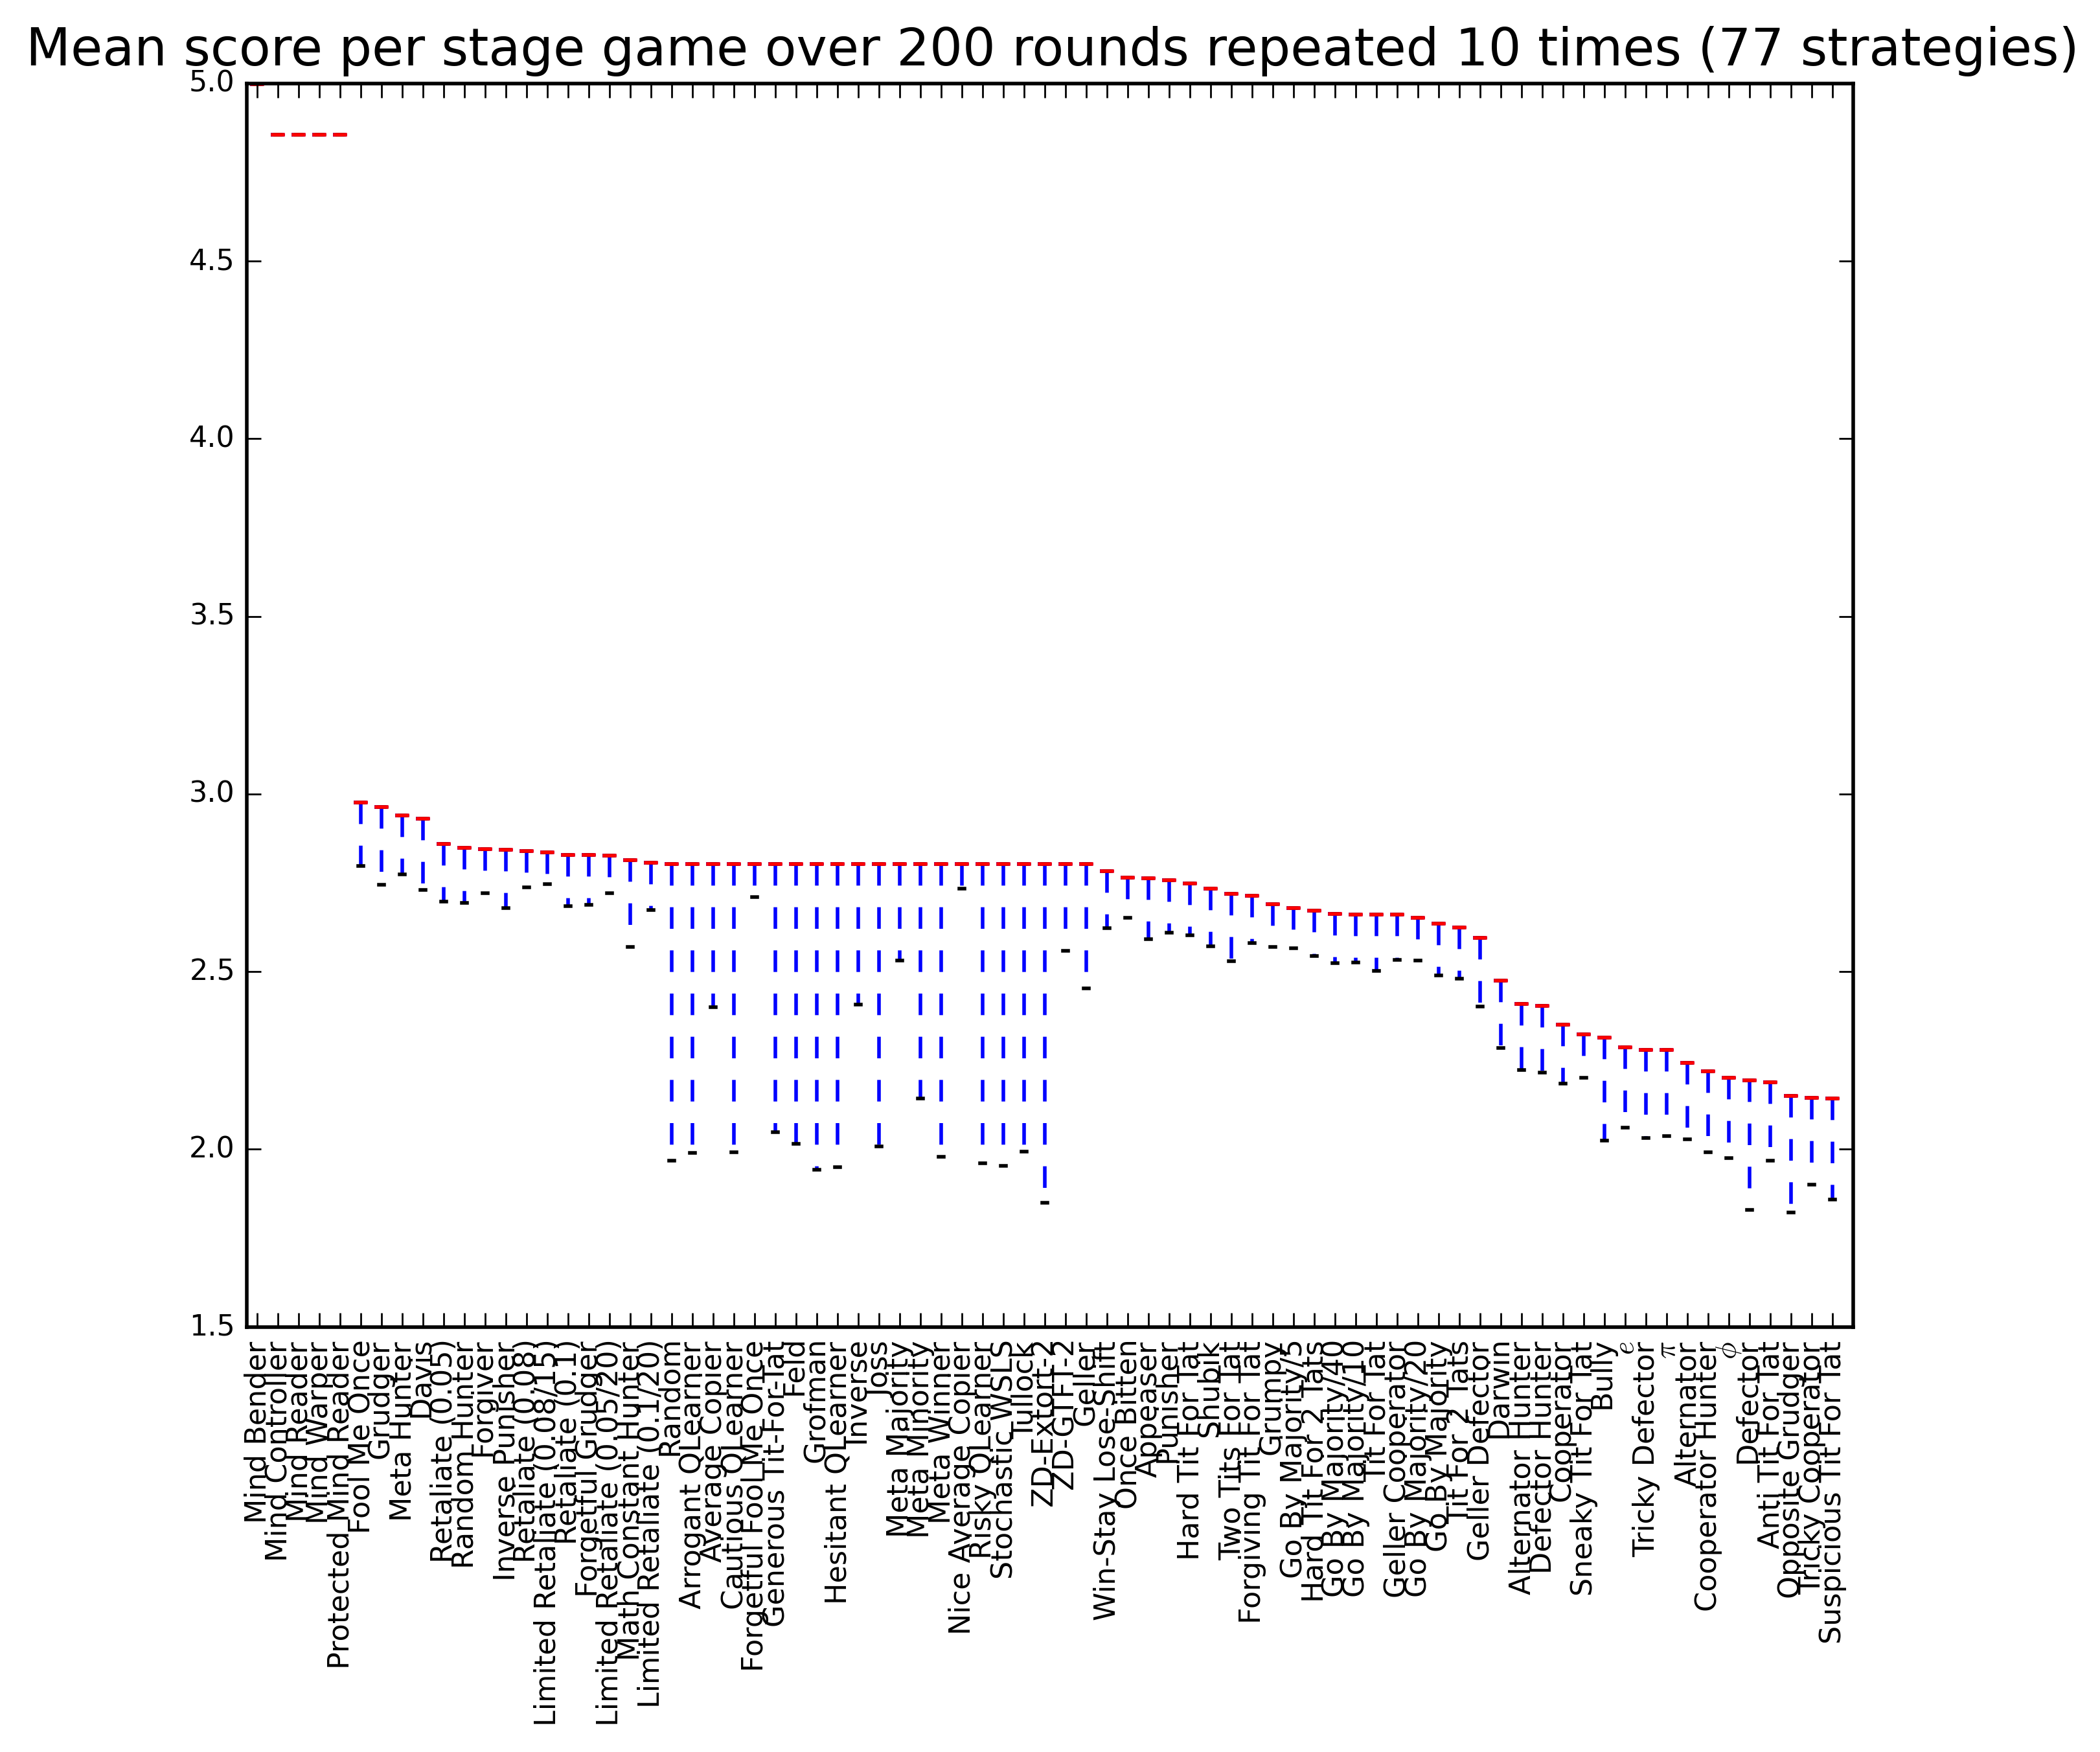 Mean score per stage game over 200 rounds repeated 10 times (77 strategies)
5.0
4.5
4.0
3.5
3.0
2.5
2.0
1.5
Mind Bender
Mind Controller
Mind Reader
Mind Warper
Protected Mind Reader
Fool Me Once
Grudger
Meta Hunter
Davis
Retaliate (0.05)
Random Hunter
Forgiver
Inverse Punisher
Retaliate (0.08)
Limited Retaliate (0.08/15)
Retaliate (0.1)
Forgetful Grudger
Limited Retaliate (0.05/20)
Math Constant Hunter
Limited Retaliate (0.1/20)
Random
Arrogant QLearner
Average Copier
Cautious QLearner
Forgetful Fool Me Once
Generous Tit-For-Tat
Feld
Grofman
Hesitant QLearner
Inverse
Joss
Meta Majority
Meta Minority
Meta Winner
Nice Average Copier
Risky QLearner
Stochastic WSLS
Tullock
ZD-Extort-2
ZD-GTFT-2
Geller
Win-Stay Lose-Shift
Once Bitten
Appeaser
Punisher
Hard Tit For Tat
Shubik
Two Tits For Tat
Forgiving Tit For Tat
Grumpy
Go By Majority/5
Hard Tit For 2 Tats
Go By Majority/40
Go By Majority/10
Tit For Tat
Geller Cooperator
Go By Majority/20
Go By Majority
Tit For 2 Tats
Geller Defector
Darwin
Alternator Hunter
Defector Hunter
Cooperator
Sneaky Tit For Tat
Bully
e
Tricky Defector
π
Alternator
Cooperator Hunter
ϕ
Defector
Anti Tit For Tat
Opposite Grudger
Tricky Cooperator
Suspicious Tit For Tat